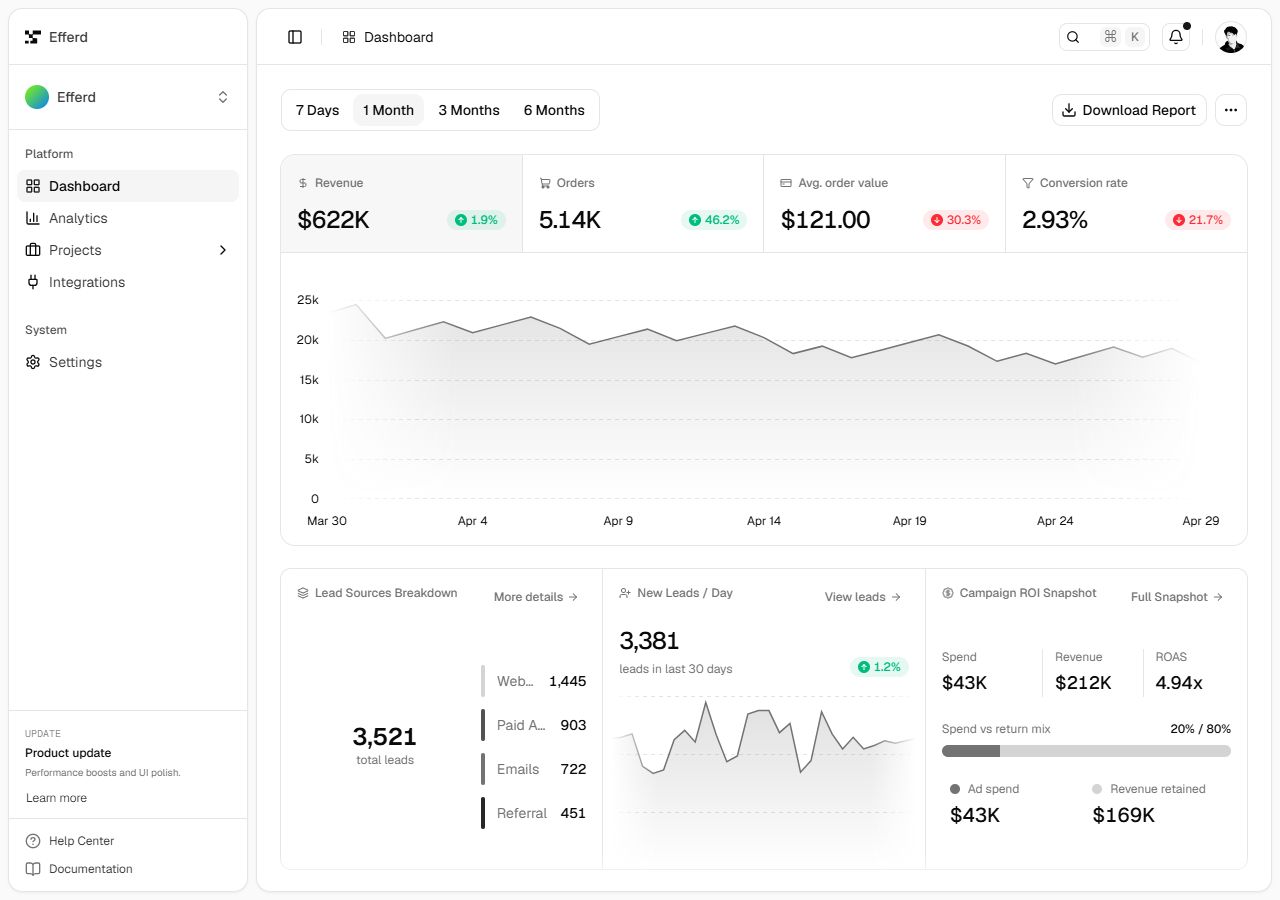 Efferd
Dashboard
⌘ K
Efferd
Platform
Dashboard
Analytics
Projects
Integrations
System
Settings
UPDATE
Product update
Performance boosts and UI polish.
Learn more
Help Center
Documentation
7 Days 1 Month 3 Months 6 Months
Download Report
Revenue
$622K 1.9%
Orders
5.14K 46.2%
Avg. order value
$121.00 30.3%
Conversion rate
2.93% 21.7%
25k
20k
15k
10k
5k
0
Mar 30 Apr 4 Apr 9 Apr 14 Apr 19 Apr 24 Apr 29
Lead Sources Breakdown More details
3,521
total leads
Web... 1,445
Paid A... 903
Emails 722
Referral 451
New Leads / Day View leads
3,381
leads in last 30 days 1.2%
Campaign ROI Snapshot Full Snapshot
Spend Revenue ROAS
$43K $212K 4.94x
Spend vs return mix 20% / 80%
Ad spend Revenue retained
$43K $169K